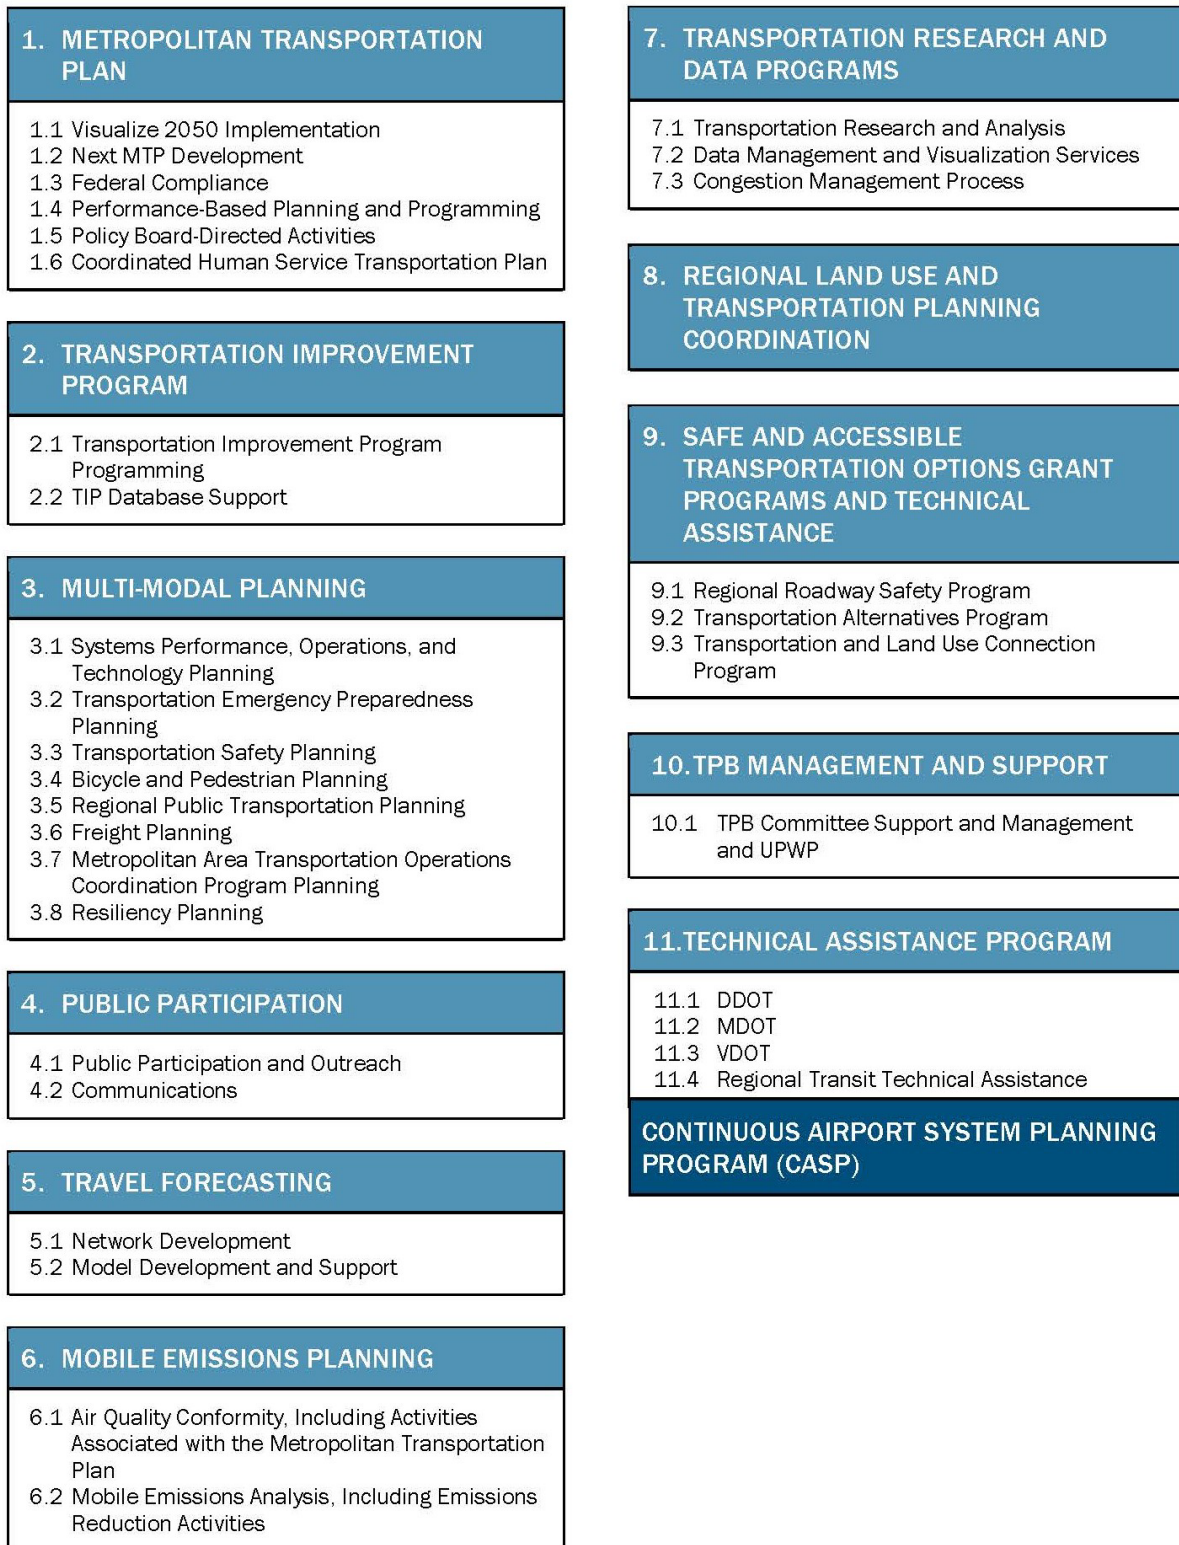 1. METROPOLITAN TRANSPORTATION
PLAN
1.1 Visualize 2050 Implementation
1.2 Next MTP Development
1.3 Federal Compliance
1.4 Performance-Based Planning and Programming
1.5 Policy Board-Directed Activities
1.6 Coordinated Human Service Transportation Plan
2. TRANSPORTATION IMPROVEMENT
PROGRAM
2.1 Transportation Improvement Program
Programming
2.2 TIP Database Support
3. MULTI-MODAL PLANNING
3.1 Systems Performance, Operations, and
Technology Planning
3.2 Transportation Emergency Preparedness
Planning
3.3 Transportation Safety Planning
3.4 Bicycle and Pedestrian Planning
3.5 Regional Public Transportation Planning
3.6 Freight Planning
3.7 Metropolitan Area Transportation Operations
Coordination Program Planning
3.8 Resiliency Planning
4. PUBLIC PARTICIPATION
4.1 Public Participation and Outreach
4.2 Communications
5. TRAVEL FORECASTING
5.1 Network Development
5.2 Model Development and Support
6. MOBILE EMISSIONS PLANNING
6.1 Air Quality Conformity, Including Activities
Associated with the Metropolitan Transportation
Plan
6.2 Mobile Emissions Analysis, Including Emissions
Reduction Activities
7. TRANSPORTATION RESEARCH AND
DATA PROGRAMS
7.1 Transportation Research and Analysis
7.2 Data Management and Visualization Services
7.3 Congestion Management Process
8. REGIONAL LAND USE AND
TRANSPORTATION PLANNING
COORDINATION
9. SAFE AND ACCESSIBLE
TRANSPORTATION OPTIONS GRANT
PROGRAMS AND TECHNICAL
ASSISTANCE
9.1 Regional Roadway Safety Program
9.2 Transportation Alternatives Program
9.3 Transportation and Land Use Connection
Program
10.TPB MANAGEMENT AND SUPPORT
10.1 TPB Committee Support and Management
and UPWP
11.TECHNICAL ASSISTANCE PROGRAM
11.1 DDOT
11.2 MDOT
11.3 VDOT
11.4 Regional Transit Technical Assistance
CONTINUOUS AIRPORT SYSTEM PLANNING
PROGRAM (CASP)